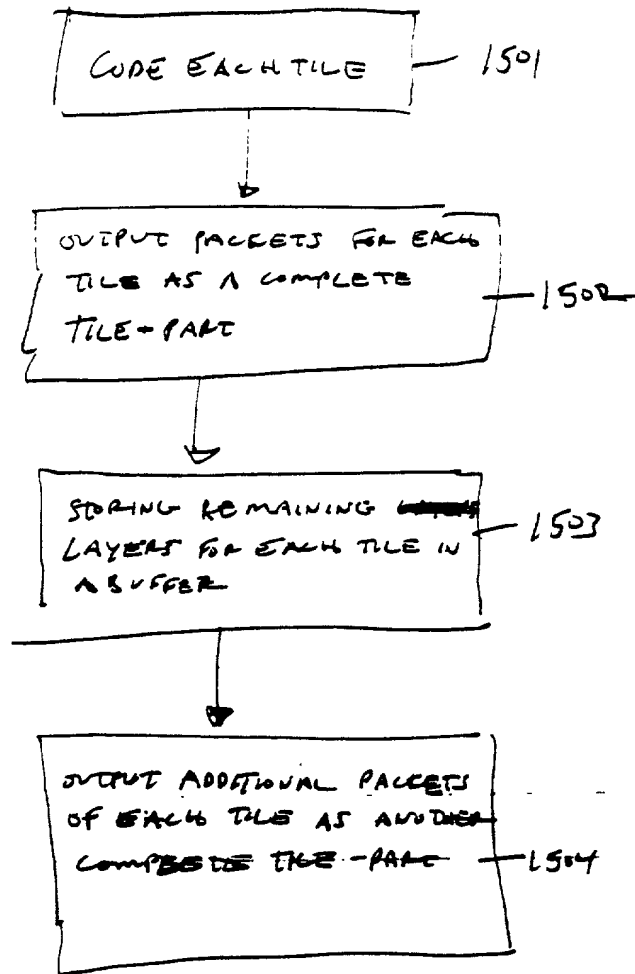 CODE EACH TILE
1501
OUTPUT PACKETS FOR EACH
TILE AS A COMPLETE
TILE-PART
1502
STORING REMAINING
LAYERS FOR EACH TILE IN
A BUFFER
1503
OUTPUT ADDITIONAL PACKETS
OF EACH TILE AS ANOTHER
COMPLETE TILE-PART
1504